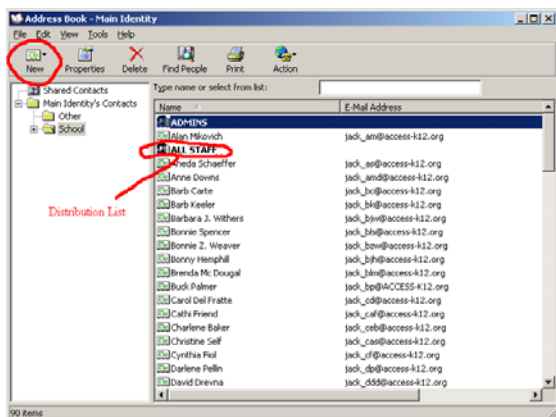 Address Book - Main Identity
File Edit View Tools Help
New Properties Delete Find People Print Action
Shared Contacts
Main Identity's Contacts
Other
School
Type name or select from list:
Name E-Mail Address
ADMINS
Alan Mikovich jack_am@access-k12.org
ALL STAFF
Aneda Schaeffer jack_as@access-k12.org
Anne Downs jack_amd@access-k12.org
Barb Carte jack_bc@access-k12.org
Barb Keeler jack_bk@access-k12.org
Barbara J. Withers jack_bjw@access-k12.org
Bonnie Spencer jack_bls@access-k12.org
Bonnie Z. Weaver jack_bzw@access-k12.org
Bonny Hemphill jack_bjh@access-k12.org
Brenda Mc Dougal jack_blm@access-k12.org
Buck Palmer jack_bp@ACCESS-K12.org
Carol Del Fratte jack_cd@access-k12.org
Cathi Friend jack_caf@access-k12.org
Charlene Baker jack_ceb@access-k12.org
Christine Self jack_cas@access-k12.org
Cynthia Fiol jack_cf@access-k12.org
Darlene Pellin jack_dp@access-k12.org
David Drevna jack_ddd@access-k12.org
Distribution List
90 items